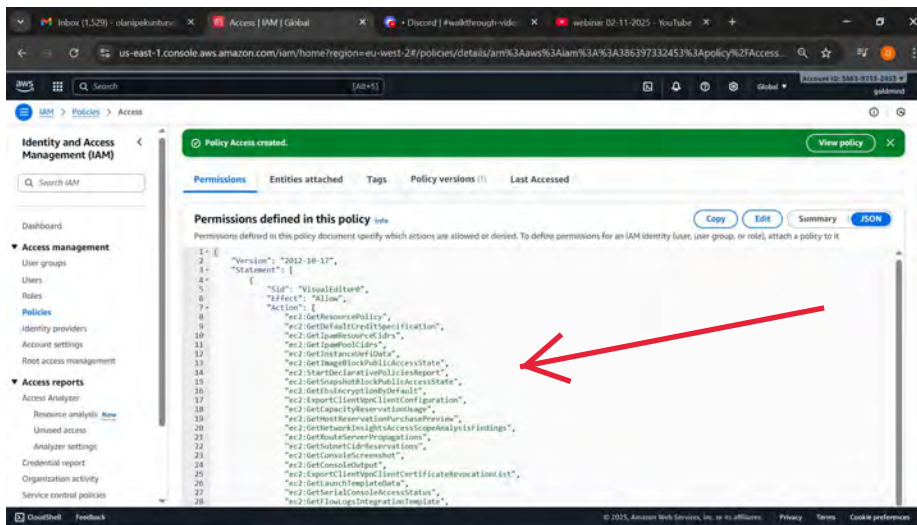 Inbox (1,529) - olanipekuntunc
Access | IAM | Global
• Discord | #walkthrough-vide
webinar 02-11-2025 - YouTube
us-east-1.console.aws.amazon.com/iam/home?region=eu-west-2#/policies/details/arn%3Aaws%3Aiam%3A%3A386397332453%3Apolicy%2FAccess...
aws
Search
[Alt+S]
Global
Account ID:
goldmind
IAM > Policies > Access
Identity and Access Management (IAM)
Search IAM
Dashboard
Access management
User groups
Users
Roles
Policies
Identity providers
Account settings
Root access management
Access reports
Access Analyzer
Resource analysis New
Unused access
Analyzer settings
Credential report
Organization activity
Service control policies
Policy Access created.
View policy
Permissions
Entities attached
Tags
Policy versions (1)
Last Accessed
Permissions defined in this policy Info
Copy
Edit
Summary
JSON
Permissions defined in this policy document specify which actions are allowed or denied. To define permissions for an IAM identity (user, user group, or role), attach a policy to it
1 {
2 "Version": "2012-10-17",
3 "Statement": [
4 {
5 "Sid": "VisualEditor0",
6 "Effect": "Allow",
7 "Action": [
8 "ec2:GetResourcePolicy",
9 "ec2:GetDefaultCreditSpecification",
10 "ec2:GetIpamResourceCidrs",
11 "ec2:GetIpamPoolCidrs",
12 "ec2:GetInstanceUefiData",
13 "ec2:GetImageBlockPublicAccessState",
14 "ec2:StartDeclarativePoliciesReport",
15 "ec2:GetSnapshotBlockPublicAccessState",
16 "ec2:GetEbsEncryptionByDefault",
17 "ec2:ExportClientVpnClientConfiguration",
18 "ec2:GetCapacityReservationUsage",
19 "ec2:GetHostReservationPurchasePreview",
20 "ec2:GetNetworkInsightsAccessScopeAnalysisFindings",
21 "ec2:GetRouteServerPropagations",
22 "ec2:GetSubnetCidrReservations",
23 "ec2:GetConsoleScreenshot",
24 "ec2:GetConsoleOutput",
25 "ec2:ExportClientVpnClientCertificateRevocationList",
26 "ec2:GetLaunchTemplateData",
27 "ec2:GetSerialConsoleAccessStatus",
28 "ec2:GetFlowLogsIntegrationTemplate",
CloudShell
Feedback
© 2025, Amazon Web Services, Inc. or its affiliates.
Privacy
Terms
Cookie preferences